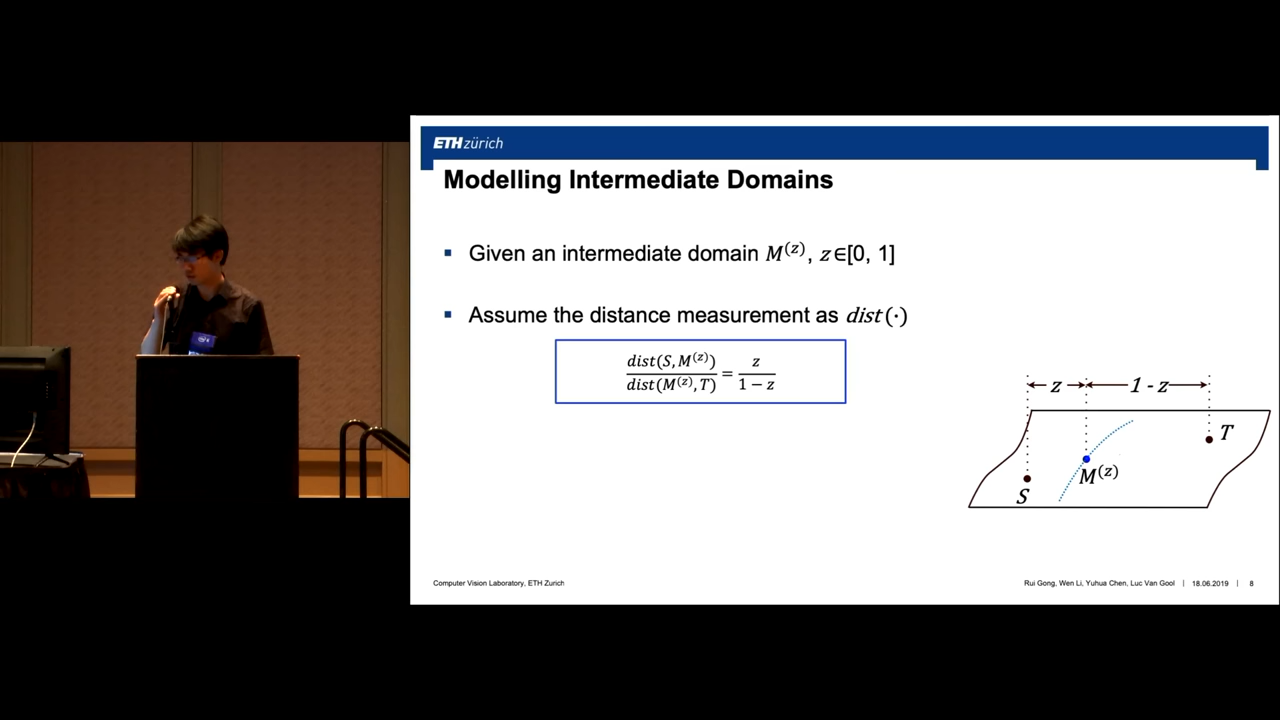 ETH zürich
Modelling Intermediate Domains
▪ Given an intermediate domain M^(z), z∈[0, 1]
▪ Assume the distance measurement as dist(·)
dist(S, M^(z)) / dist(M^(z), T) = z / (1 − z)
z 1 - z
T
M^(z)
S
Computer Vision Laboratory, ETH Zurich
Rui Gong, Wen Li, Yuhua Chen, Luc Van Gool | 18.06.2019 | 8